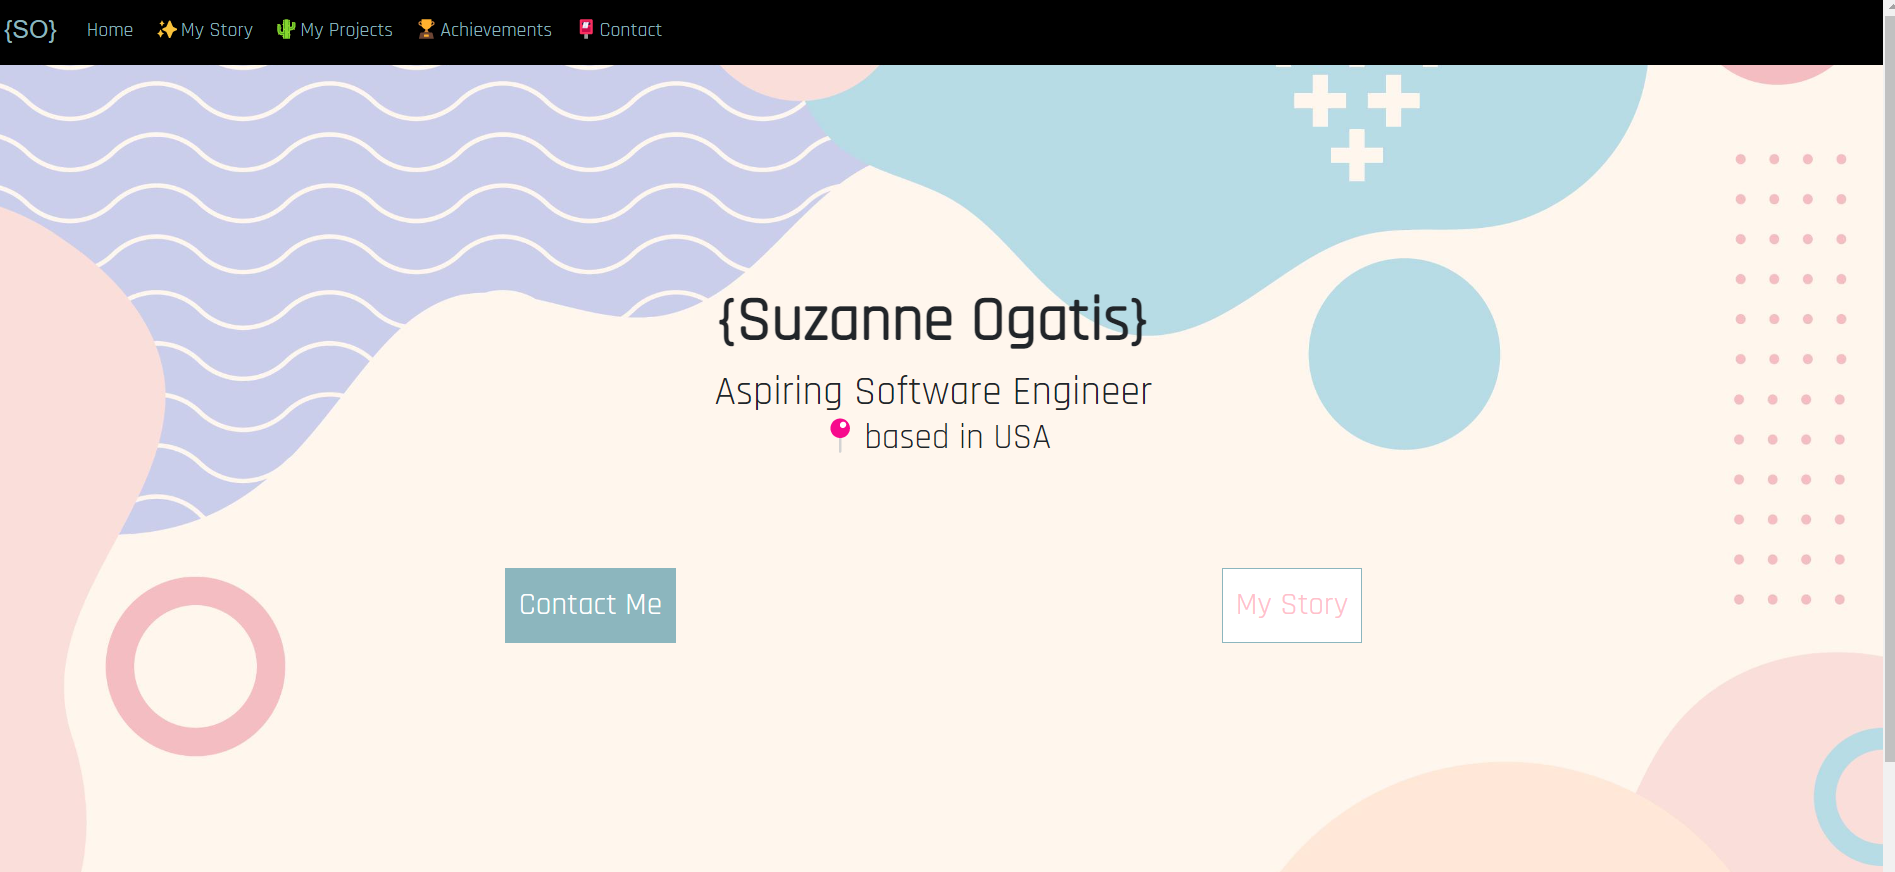 {SO} Home ✨My Story 🌵My Projects 🏆Achievements 📮Contact
{Suzanne Ogatis}
Aspiring Software Engineer
📍 based in USA
Contact Me
My Story